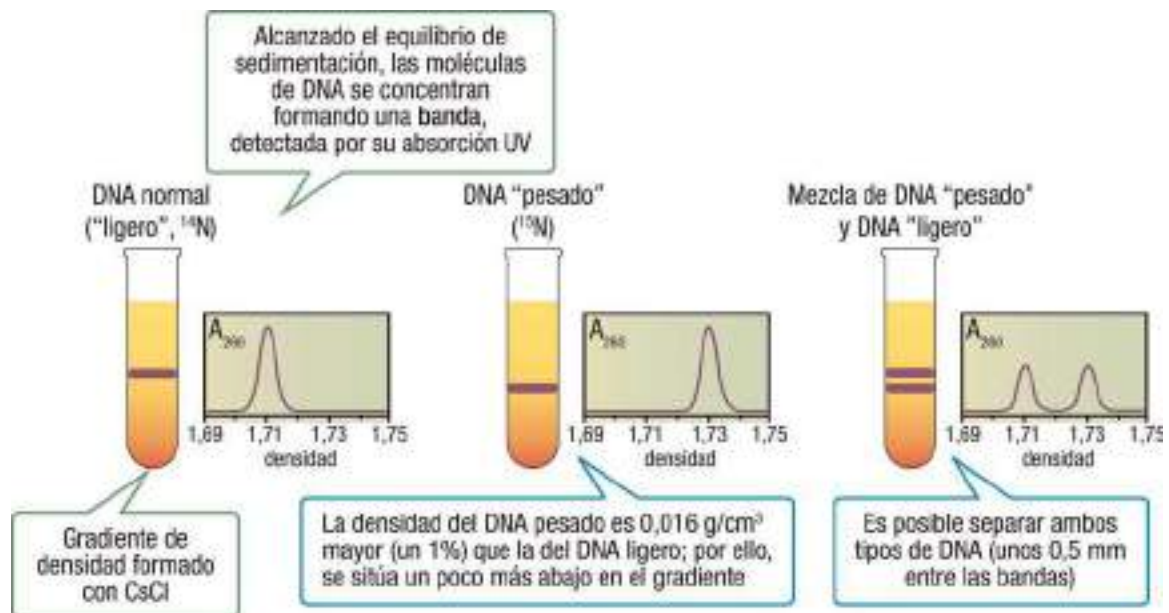 Alcanzado el equilibrio de
sedimentación, las moléculas
de DNA se concentran
formando una banda,
detectada por su absorción UV
DNA normal
("ligero", ¹⁴N)
DNA "pesado"
(¹⁵N)
Mezcla de DNA "pesado"
y DNA "ligero"
A₂₆₀
1,69 1,71 1,73 1,75
densidad
A₂₆₀
1,69 1,71 1,73 1,75
densidad
A₂₆₀
1,69 1,71 1,73 1,75
densidad
Gradiente de
densidad formado
con CsCl
La densidad del DNA pesado es 0,016 g/cm³
mayor (un 1%) que la del DNA ligero; por ello,
se sitúa un poco más abajo en el gradiente
Es posible separar ambos
tipos de DNA (unos 0,5 mm
entre las bandas)